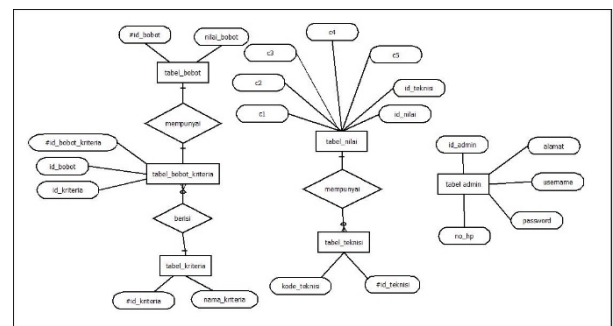 #id_bobot
nilai_bobot
tabel_bobot
mempunyai
#id_bobot_kriteria
id_bobot
id_kriteria
tabel_bobot_kriteria
berisi
tabel_kriteria
#id_kriteria
nama_kriteria
c4
c3
c5
c2
id_teknisi
c1
id_nilai
tabel_nilai
mempunyai
tabel_teknisi
kode_teknisi
#id_teknisi
id_admin
alamat
tabel admin
username
password
no_hp